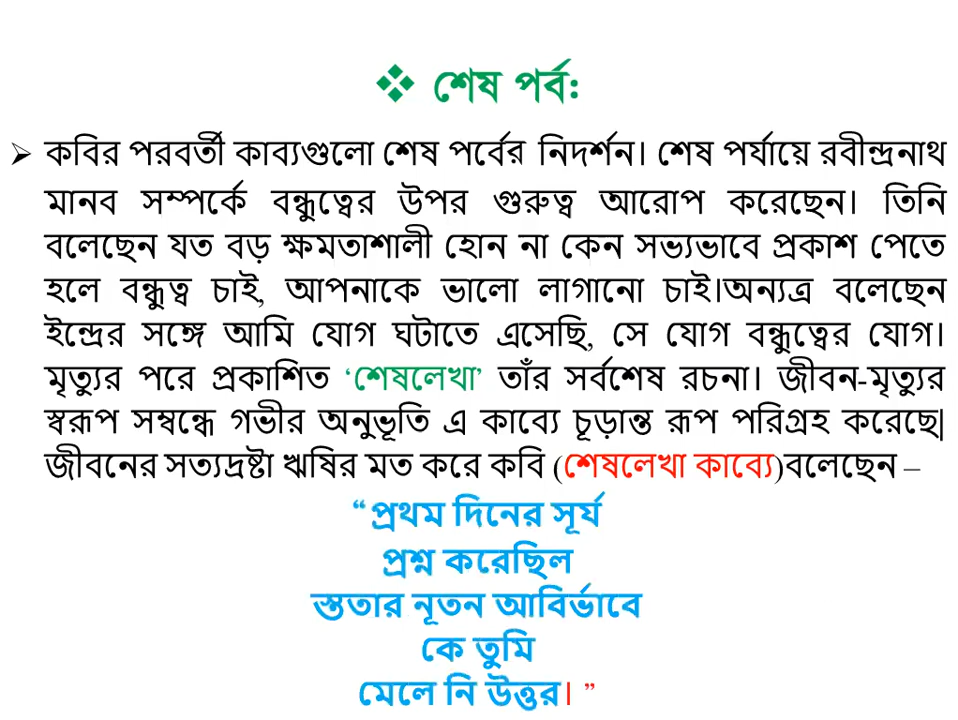 ❖ শেষ পর্ব:
➢ কবির পরবর্তী কাব্যগুলো শেষ পর্বের নিদর্শন। শেষ পর্যায়ে রবীন্দ্রনাথ
মানব সম্পর্কে বন্ধুত্বের উপর গুরুত্ব আরোপ করেছেন। তিনি
বলেছেন যত বড় ক্ষমতাশালী হোন না কেন সভ্যভাবে প্রকাশ পেতে
হলে বন্ধুত্ব চাই, আপনাকে ভালো লাগানো চাই।অন্যত্র বলেছেন
ইন্দ্রের সঙ্গে আমি যোগ ঘটাতে এসেছি, সে যোগ বন্ধুত্বের যোগ।
মৃত্যুর পরে প্রকাশিত ‘শেষলেখা’ তাঁর সর্বশেষ রচনা। জীবন-মৃত্যুর
স্বরূপ সম্বন্ধে গভীর অনুভূতি এ কাব্যে চূড়ান্ত রূপ পরিগ্রহ করেছে|
জীবনের সত্যদ্রষ্টা ঋষির মত করে কবি (শেষলেখা কাব্যে)বলেছেন –
“প্রথম দিনের সূর্য
প্রশ্ন করেছিল
স্ততার নূতন আবির্ভাবে
কে তুমি
মেলে নি উত্তর। ”